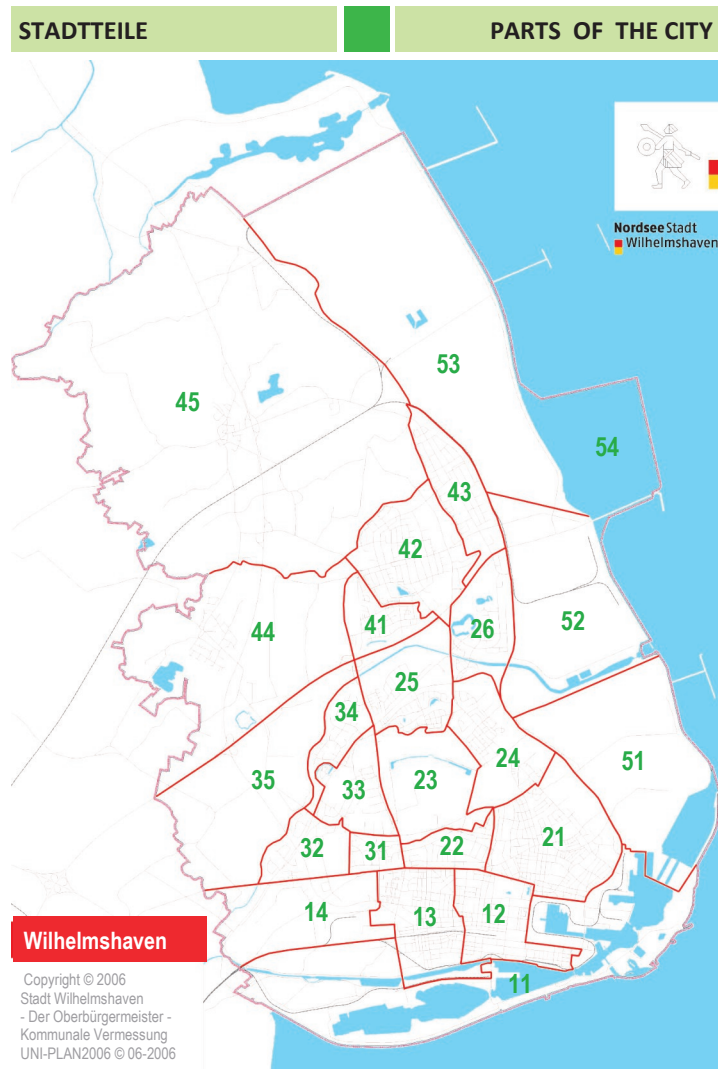 STADTTEILE
PARTS OF THE CITY
Nordsee Stadt
Wilhelmshaven
53
45
54
43
42
52
44
41
26
25
34
51
24
35
33
23
21
32
31
22
14
13
12
11
Wilhelmshaven
Copyright © 2006
Stadt Wilhelmshaven
- Der Oberbürgermeister -
Kommunale Vermessung
UNI-PLAN2006 © 06-2006